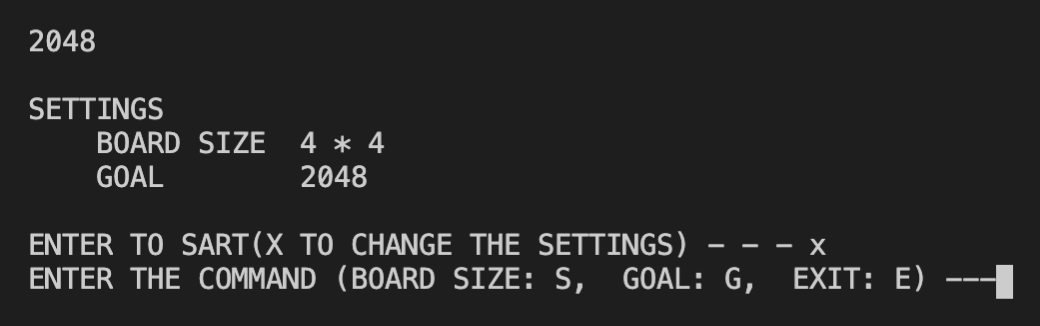 2048
SETTINGS
BOARD SIZE 4 * 4
GOAL 2048
ENTER TO SART(X TO CHANGE THE SETTINGS) - - - x
ENTER THE COMMAND (BOARD SIZE: S, GOAL: G, EXIT: E) ---